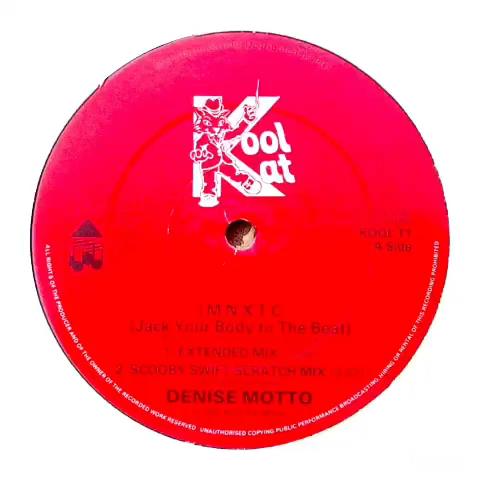 Kool
Kat
KOOL T1
A Side
I M N X T C
(Jack Your Body to The Beat)
1. EXTENDED MIX
2. SCOOBY SWIFT SCRATCH MIX
DENISE MOTTO
ALL RIGHTS OF THE PRODUCER AND OF THE OWNER OF THE RECORDED WORK RESERVED UNAUTHORISED COPYING PUBLIC PERFORMANCE BROADCASTING, HIRING OR RENTAL OF THIS RECORDING PROHIBITED